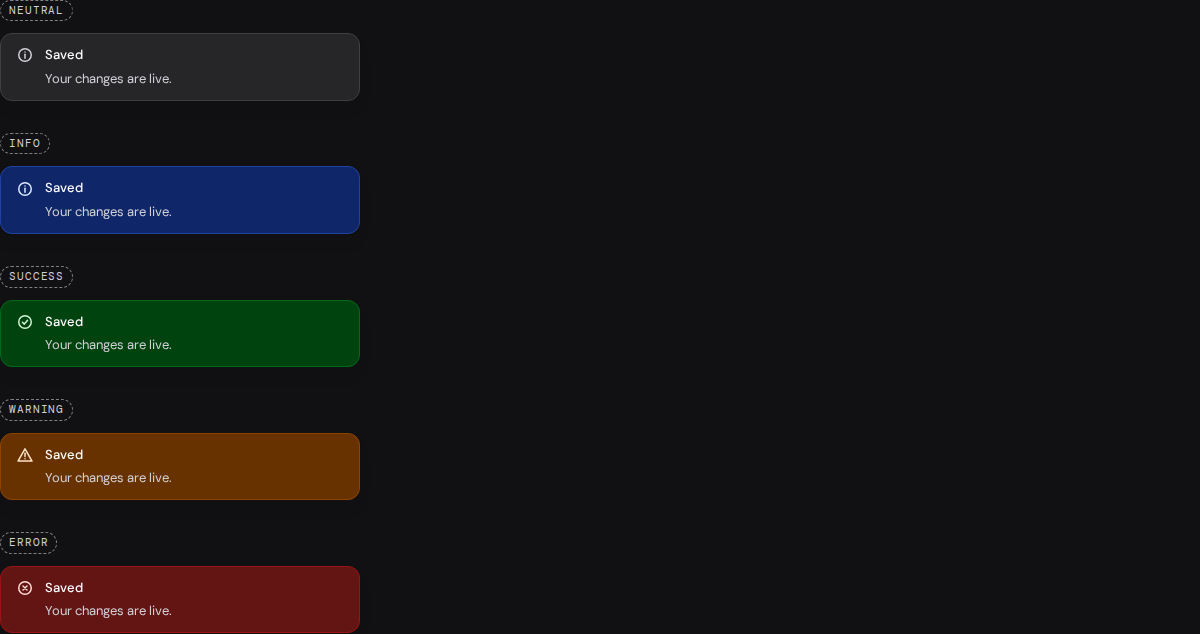 NEUTRAL
Saved
Your changes are live.
INFO
Saved
Your changes are live.
SUCCESS
Saved
Your changes are live.
WARNING
Saved
Your changes are live.
ERROR
Saved
Your changes are live.